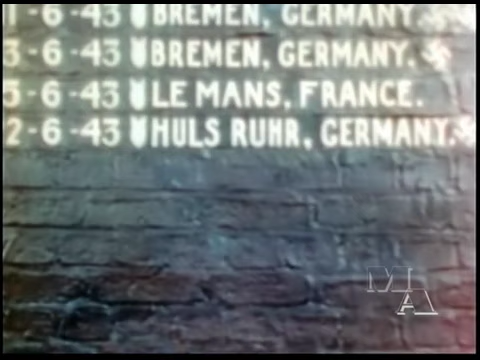 1-6-43 BREMEN, GERMANY.
3-6-43 BREMEN, GERMANY.
5-6-43 LE MANS, FRANCE.
2-6-43 HULS RUHR, GERMANY.
MA